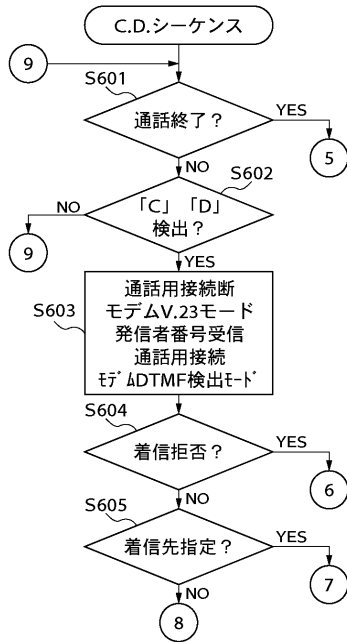 C.D.シーケンス
9
S601
通話終了?
YES
5
NO
S602
「C」「D」
検出?
NO
9
YES
S603
通話用接続断
モデムV.23モード
発信者番号受信
通話用接続
ﾓﾃﾞﾑDTMF検出ﾓｰﾄﾞ
S604
着信拒否?
YES
6
NO
S605
着信先指定?
YES
7
NO
8